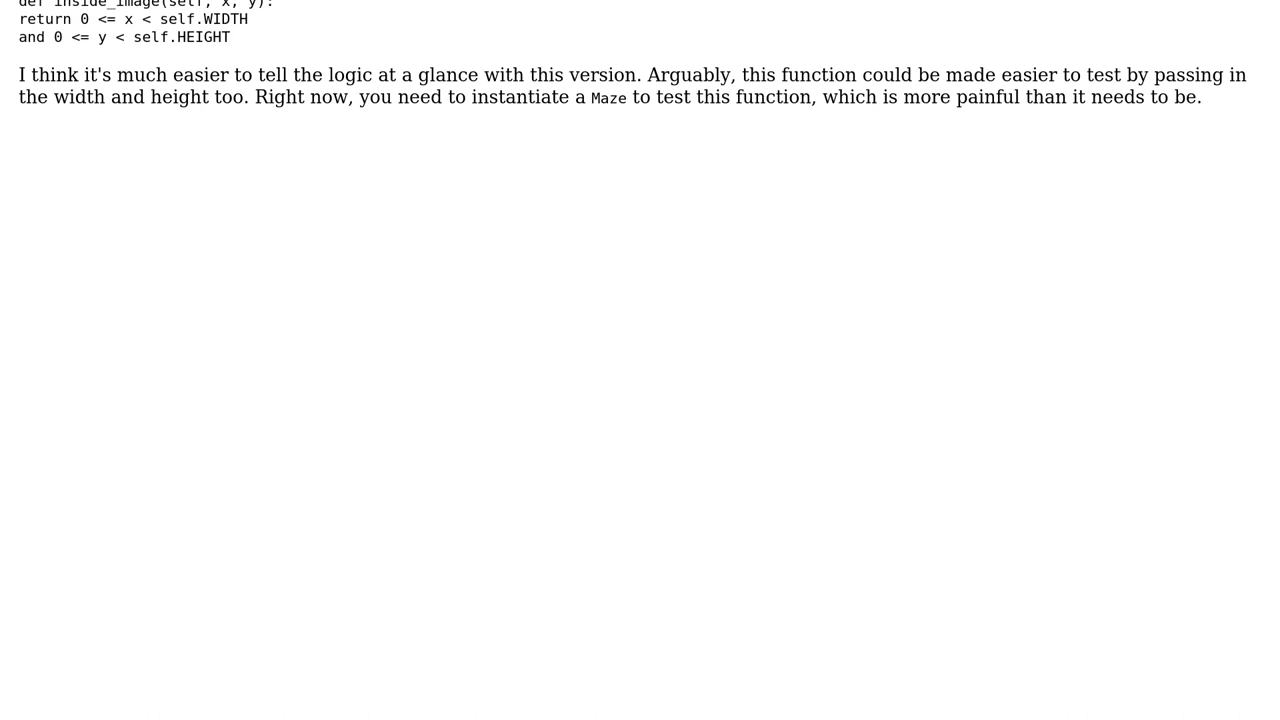 def inside_image(self, x, y):
return 0 <= x < self.WIDTH
and 0 <= y < self.HEIGHT
I think it's much easier to tell the logic at a glance with this version. Arguably, this function could be made easier to test by passing in
the width and height too. Right now, you need to instantiate a Maze to test this function, which is more painful than it needs to be.